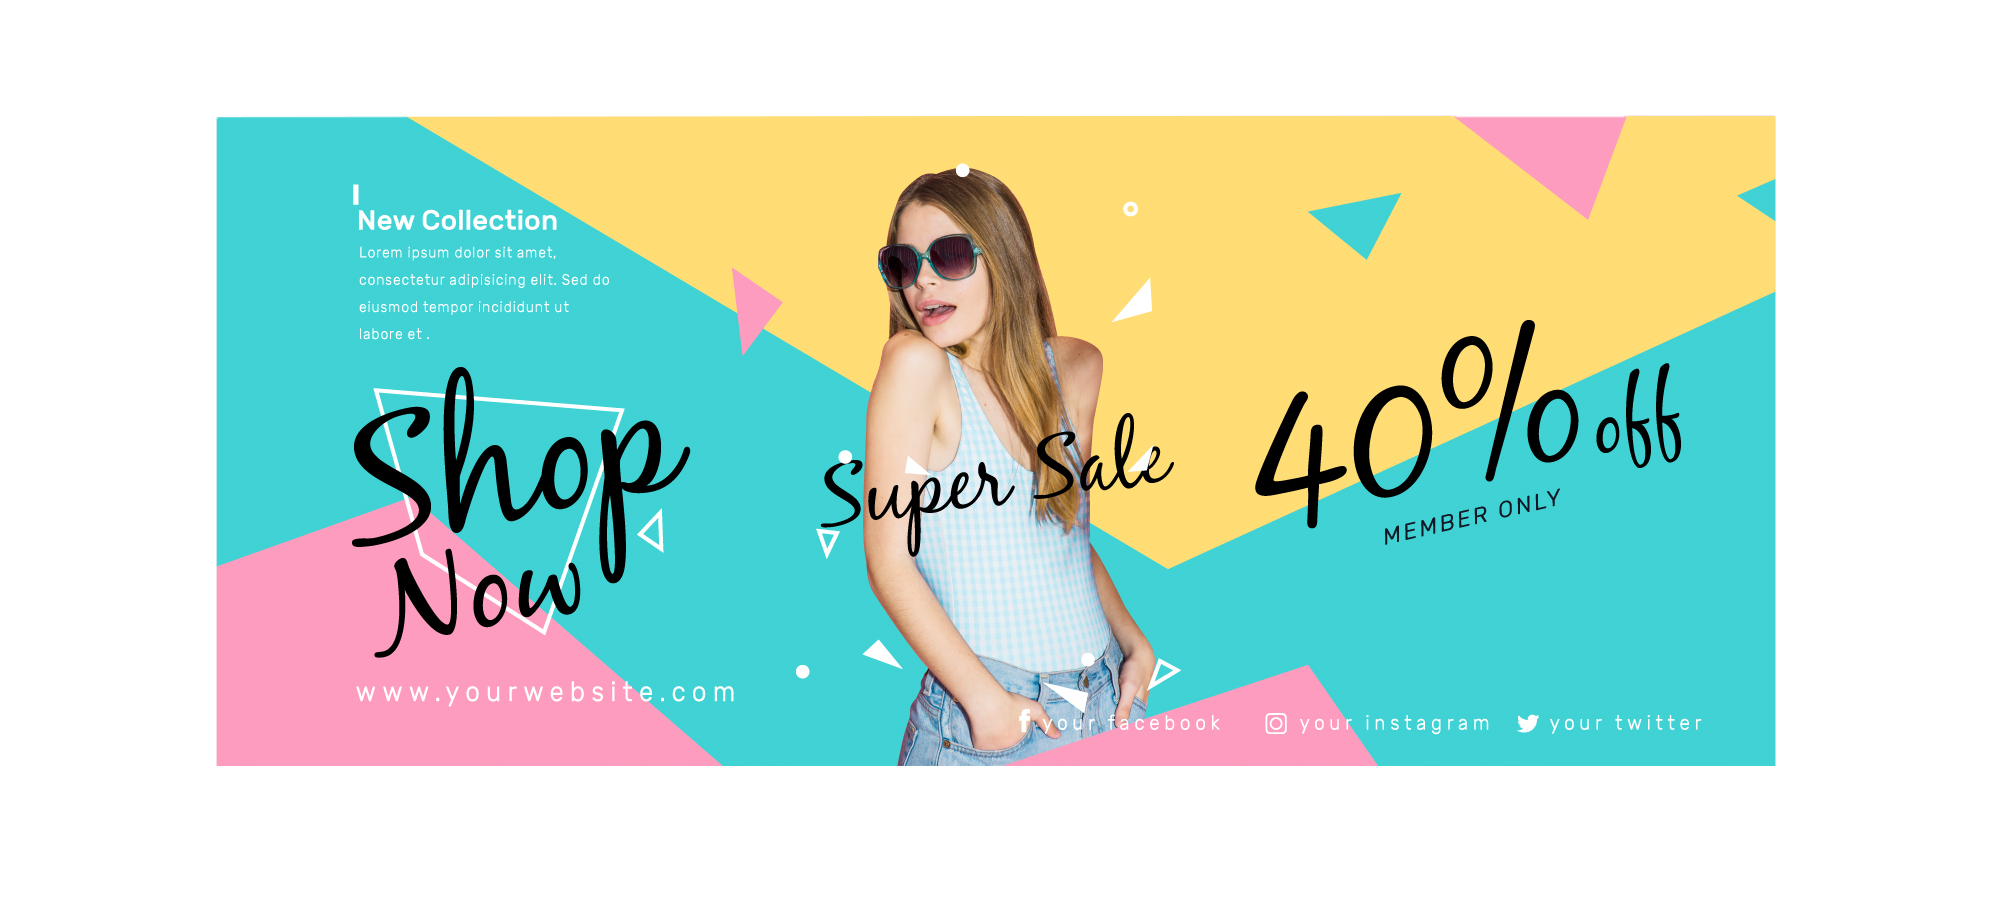 New Collection
Lorem ipsum dolor sit amet,
consectetur adipisicing elit. Sed do
eiusmod tempor incididunt ut
labore et .
Shop
Now
www.yourwebsite.com
Super Sale
40% off
MEMBER ONLY
your facebook
your instagram
your twitter